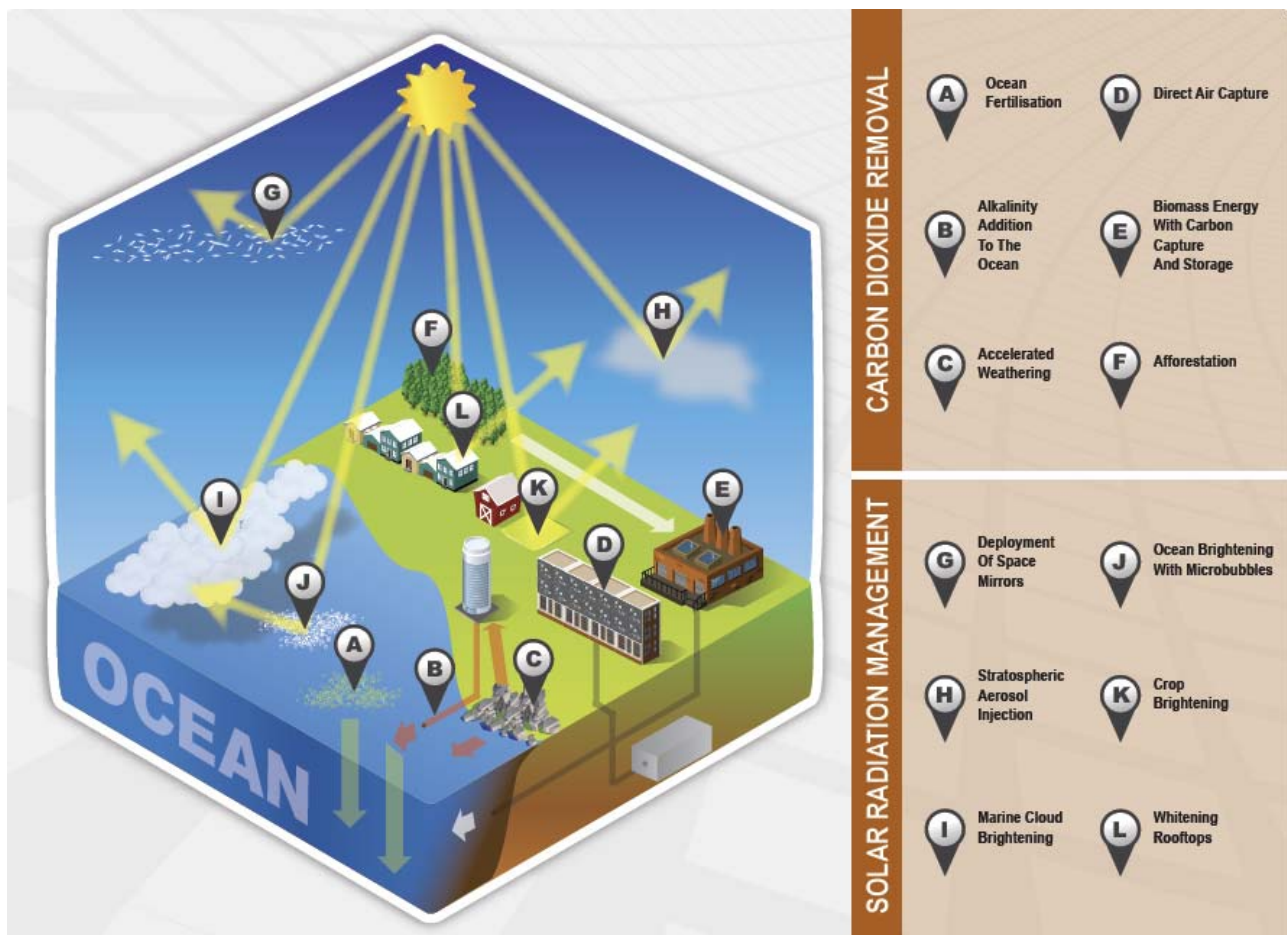 G
H
F
L
I
K
E
D
J
A
B
C
OCEAN
CARBON DIOXIDE REMOVAL
A
Ocean
Fertilisation
D
Direct Air Capture
B
Alkalinity
Addition
To The
Ocean
E
Biomass Energy
With Carbon
Capture
And Storage
C
Accelerated
Weathering
F
Afforestation
SOLAR RADIATION MANAGEMENT
G
Deployment
Of Space
Mirrors
J
Ocean Brightening
With Microbubbles
H
Stratospheric
Aerosol
Injection
K
Crop
Brightening
I
Marine Cloud
Brightening
L
Whitening
Rooftops